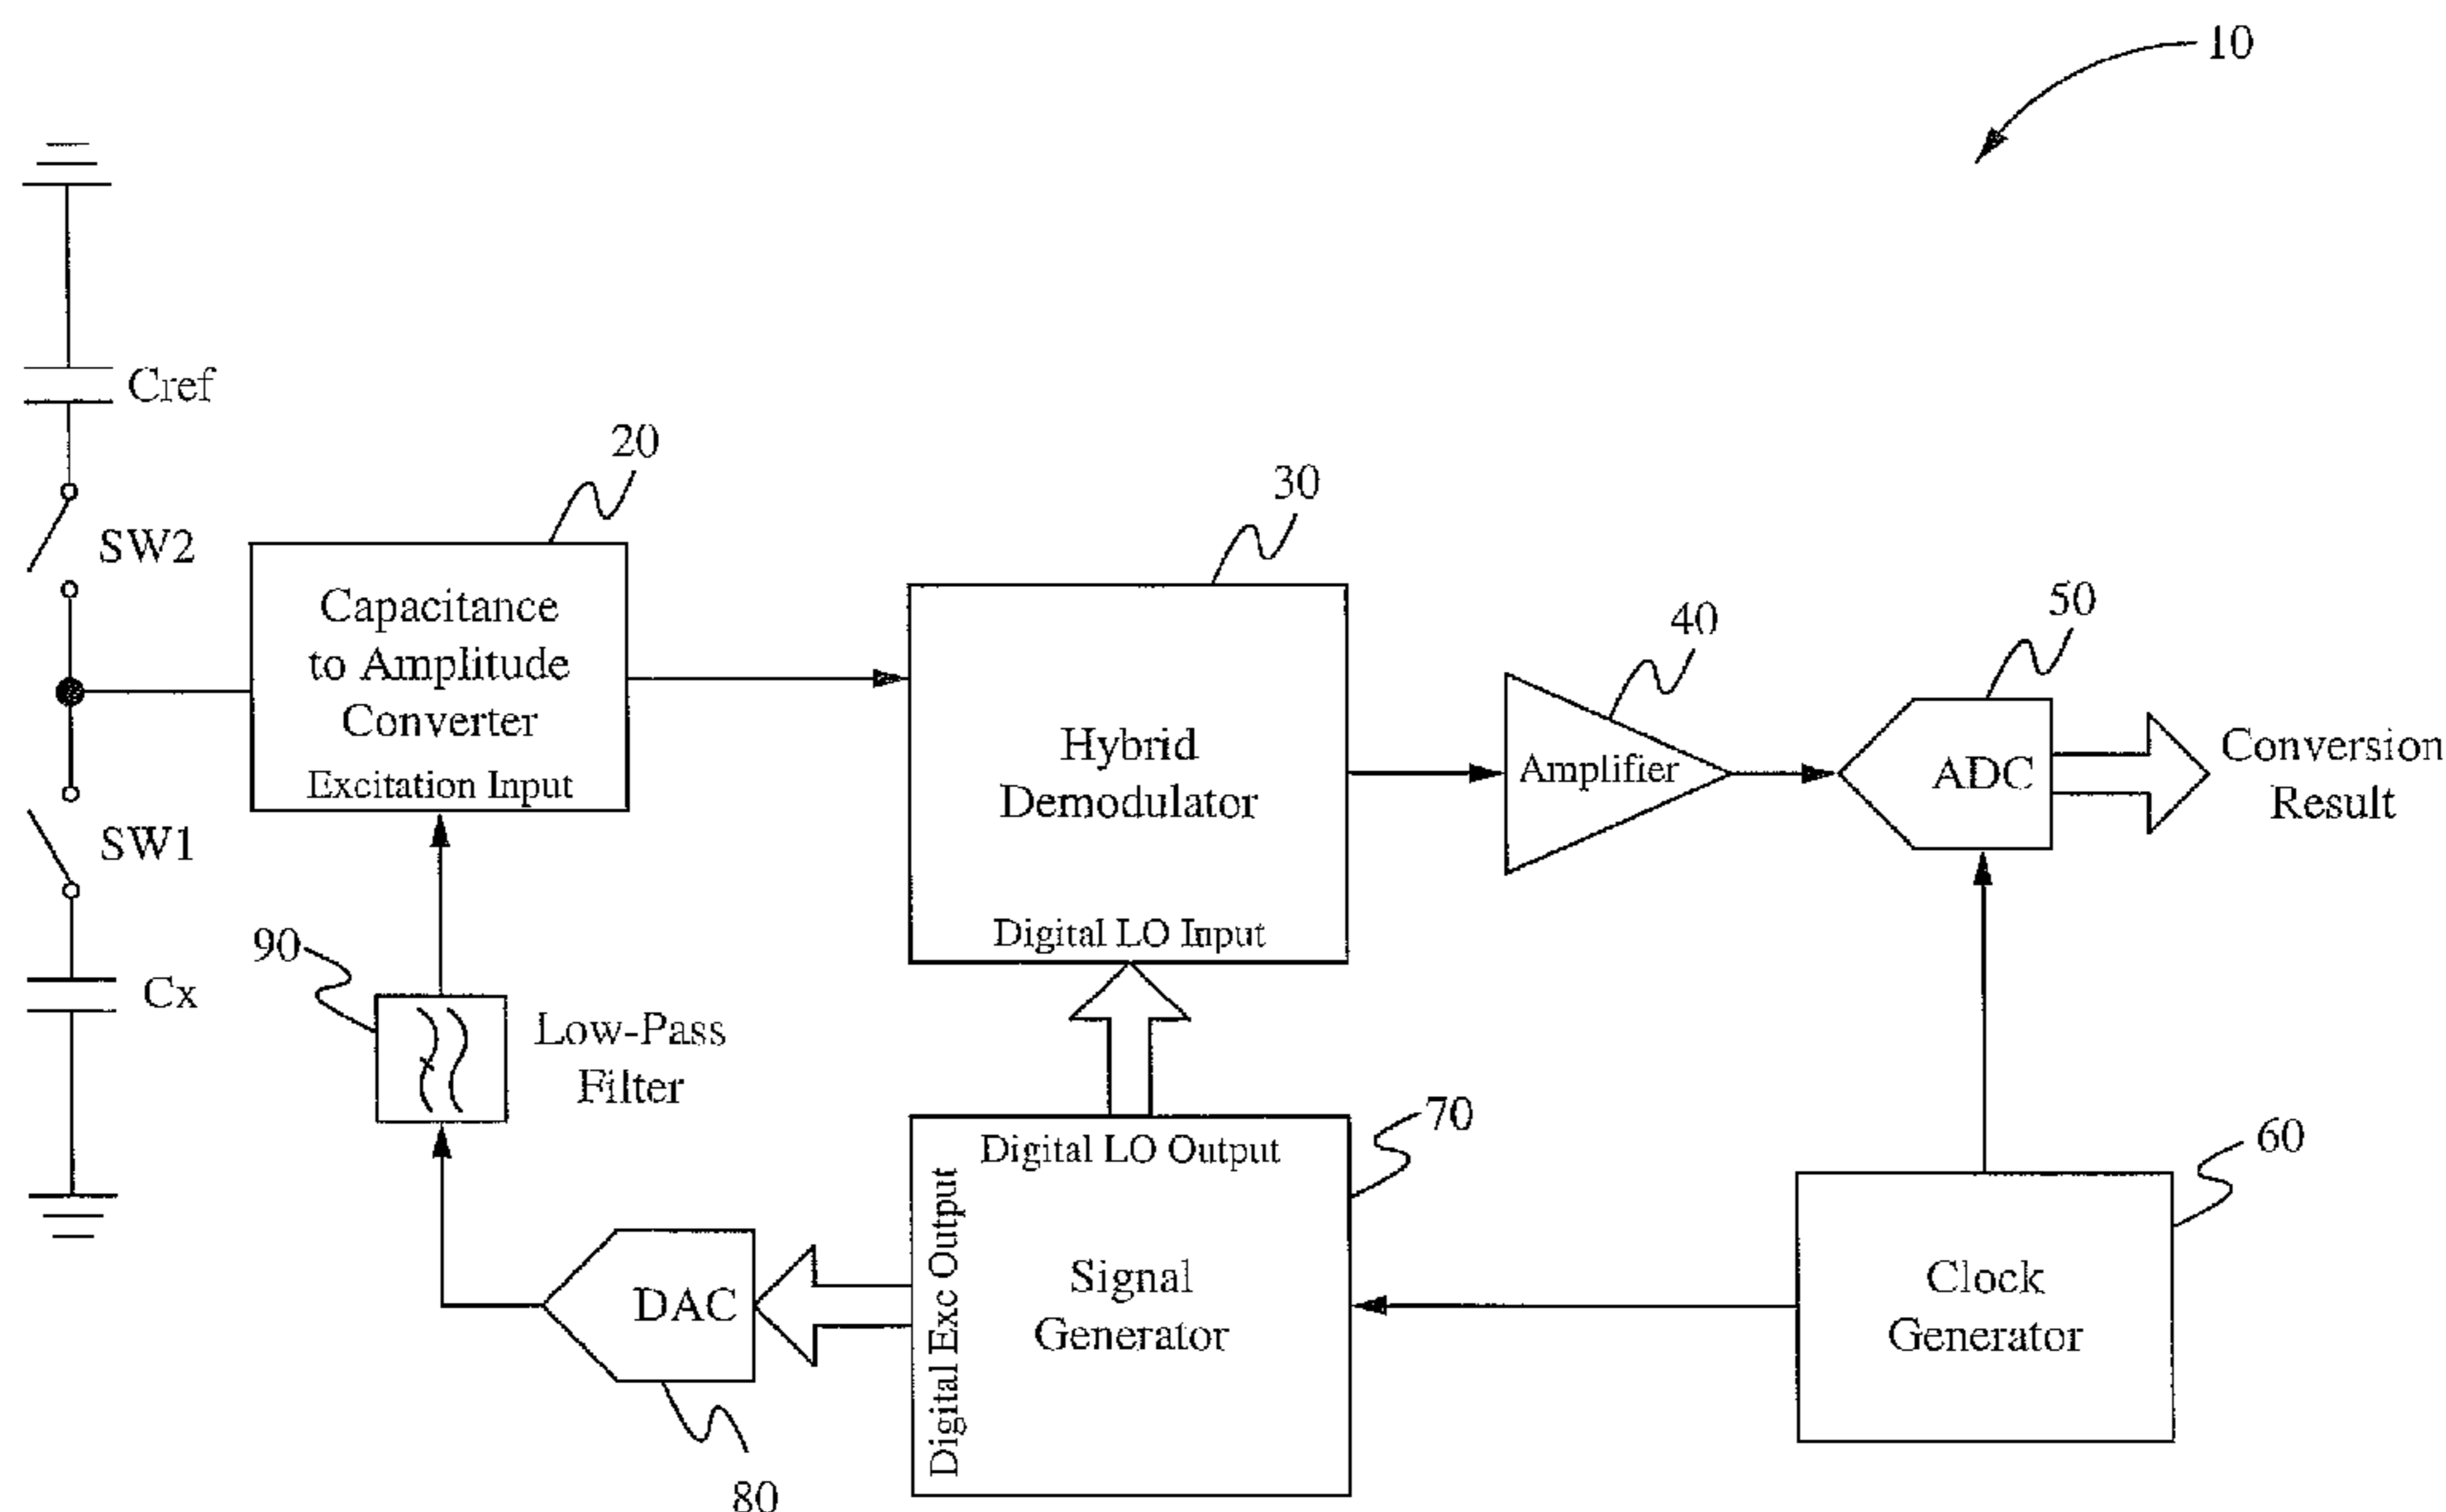 10
Cref
SW2
20
Capacitance
to Amplitude
Converter
Excitation Input
30
Hybrid
Demodulator
Digital LO Input
40
Amplifier
50
ADC
Conversion
Result
SW1
Cx
90
Low-Pass
Filter
80
DAC
70
Digital LO Output
Digital Exc Output
Signal
Generator
60
Clock
Generator